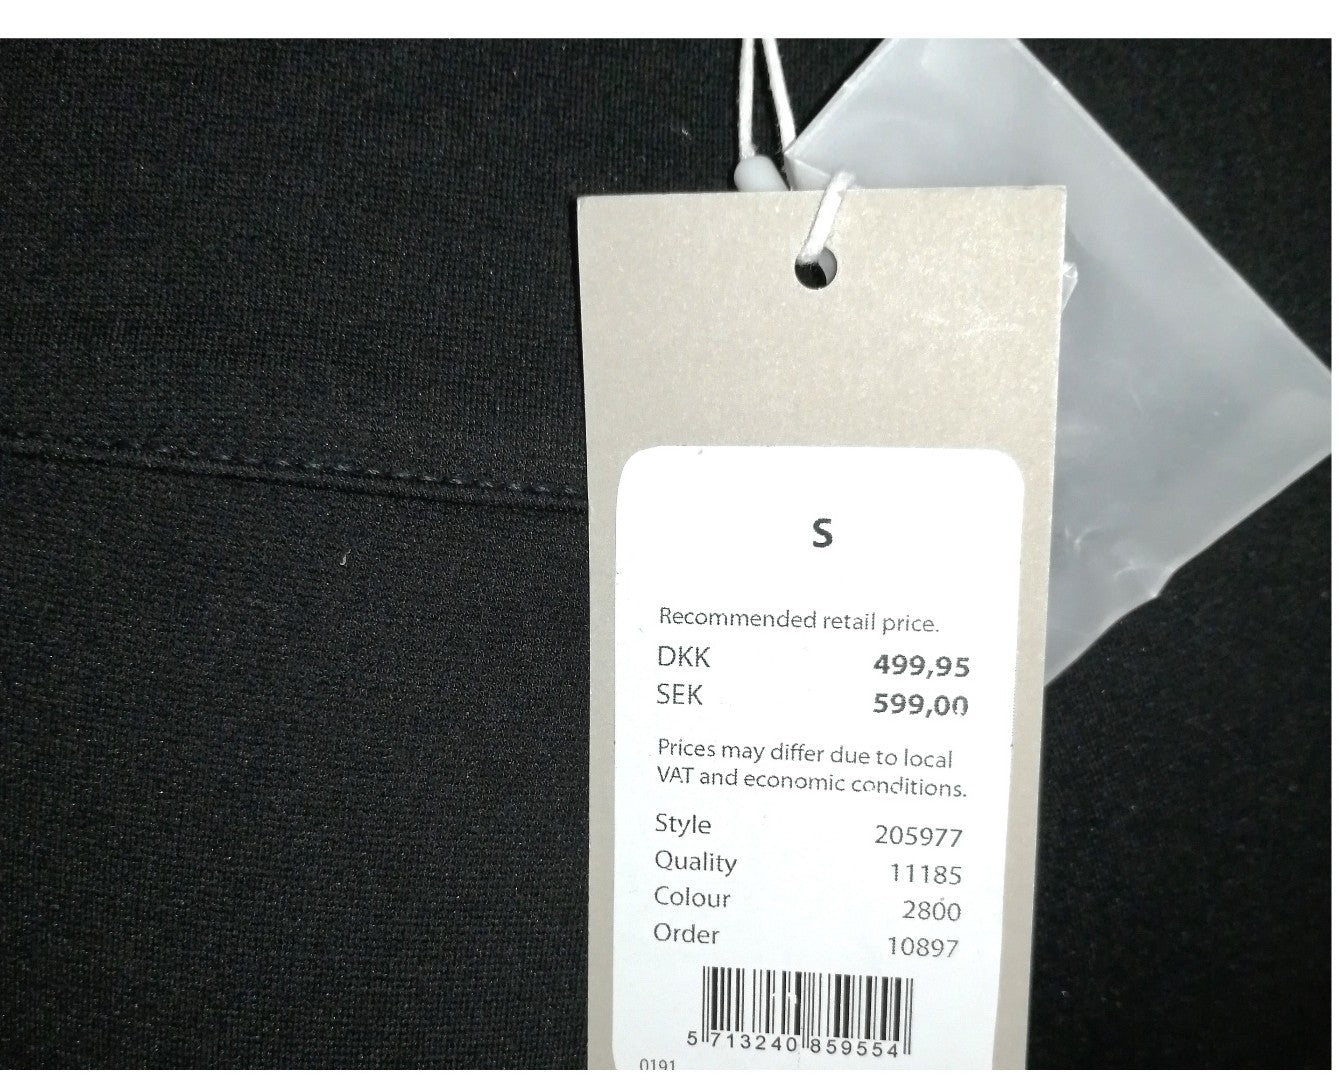 S
Recommended retail price.
DKK 499,95
SEK 599,00
Prices may differ due to local
VAT and economic conditions.
Style 205977
Quality 11185
Colour 2800
Order 10897
5 713240 859554
0191